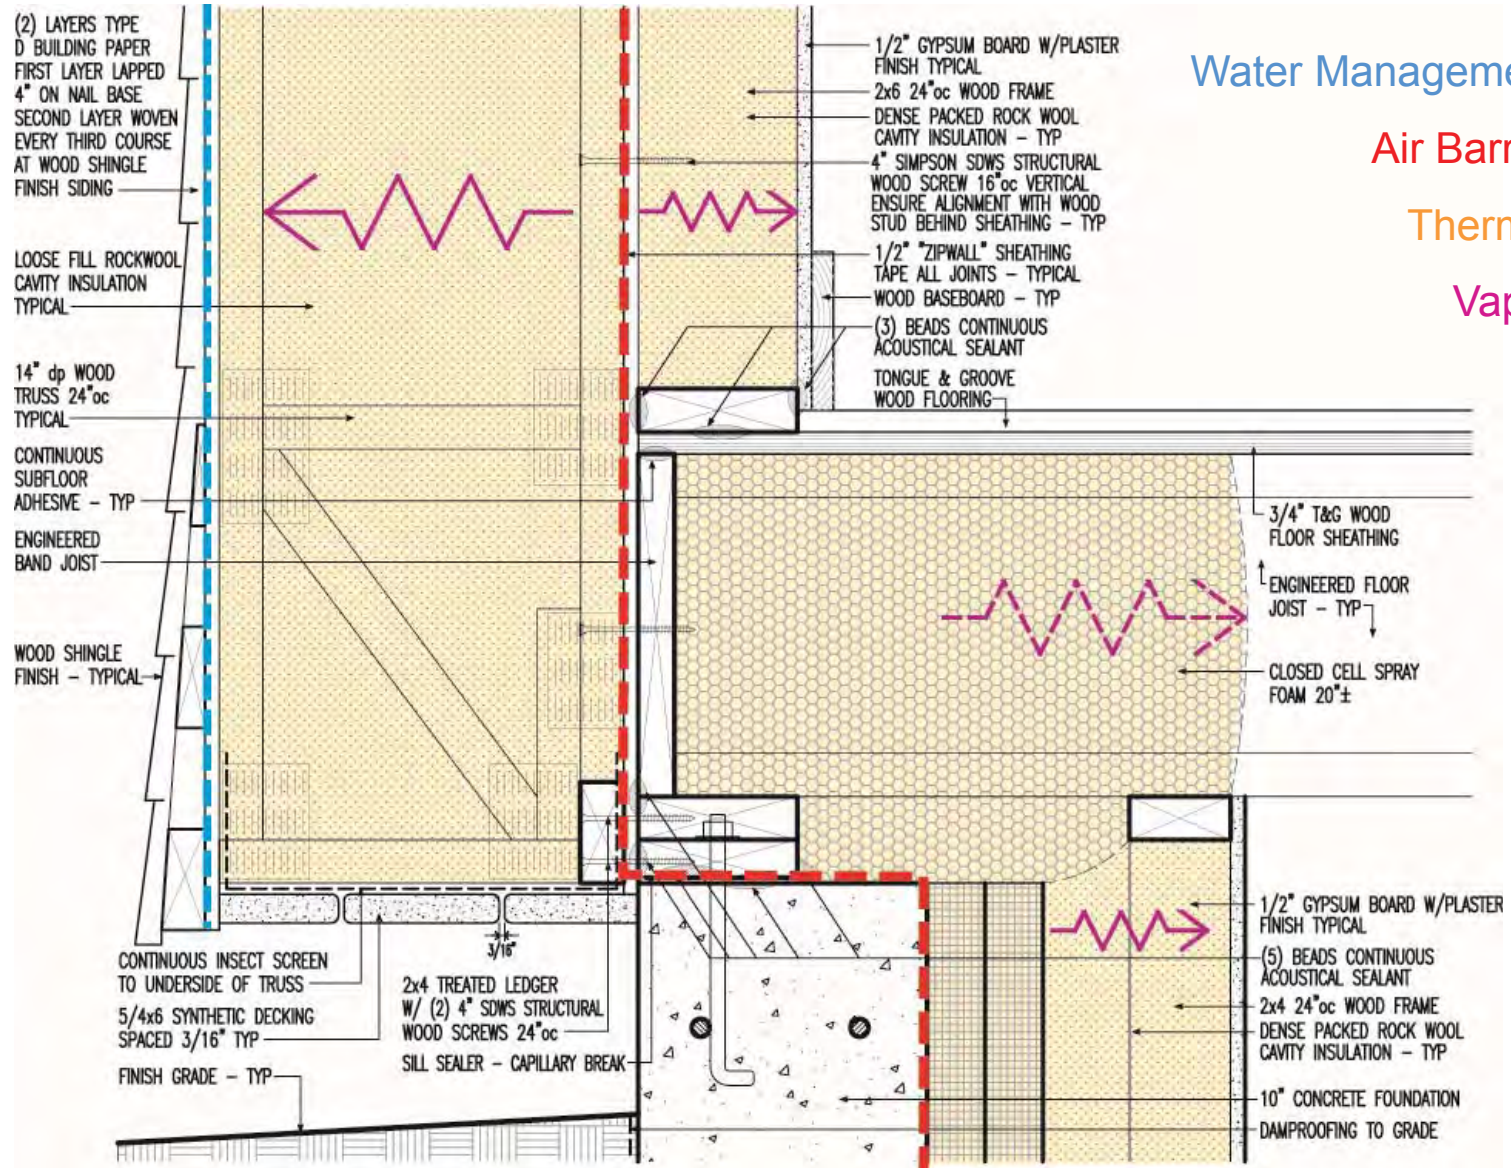 (2) LAYERS TYPE
D BUILDING PAPER
FIRST LAYER LAPPED
4" ON NAIL BASE
SECOND LAYER WOVEN
EVERY THIRD COURSE
AT WOOD SHINGLE
FINISH SIDING
LOOSE FILL ROCKWOOL
CAVITY INSULATION
TYPICAL
14" dp WOOD
TRUSS 24"oc
TYPICAL
CONTINUOUS
SUBFLOOR
ADHESIVE - TYP
ENGINEERED
BAND JOIST
WOOD SHINGLE
FINISH - TYPICAL
CONTINUOUS INSECT SCREEN
TO UNDERSIDE OF TRUSS
5/4x6 SYNTHETIC DECKING
SPACED 3/16" TYP
FINISH GRADE - TYP
3/16"
2x4 TREATED LEDGER
W/ (2) 4" SDWS STRUCTURAL
WOOD SCREWS 24"oc
SILL SEALER - CAPILLARY BREAK
1/2" GYPSUM BOARD W/PLASTER
FINISH TYPICAL
2x6 24"oc WOOD FRAME
DENSE PACKED ROCK WOOL
CAVITY INSULATION - TYP
4" SIMPSON SDWS STRUCTURAL
WOOD SCREW 16"oc VERTICAL
ENSURE ALIGNMENT WITH WOOD
STUD BEHIND SHEATHING - TYP
1/2" "ZIPWALL" SHEATHING
TAPE ALL JOINTS - TYPICAL
WOOD BASEBOARD - TYP
(3) BEADS CONTINUOUS
ACOUSTICAL SEALANT
TONGUE & GROOVE
WOOD FLOORING
Water Manageme
Air Barr
Therm
Vap
3/4" T&G WOOD
FLOOR SHEATHING
ENGINEERED FLOOR
JOIST - TYP
CLOSED CELL SPRAY
FOAM 20"±
1/2" GYPSUM BOARD W/PLASTER
FINISH TYPICAL
(5) BEADS CONTINUOUS
ACOUSTICAL SEALANT
2x4 24"oc WOOD FRAME
DENSE PACKED ROCK WOOL
CAVITY INSULATION - TYP
10" CONCRETE FOUNDATION
DAMPROOFING TO GRADE